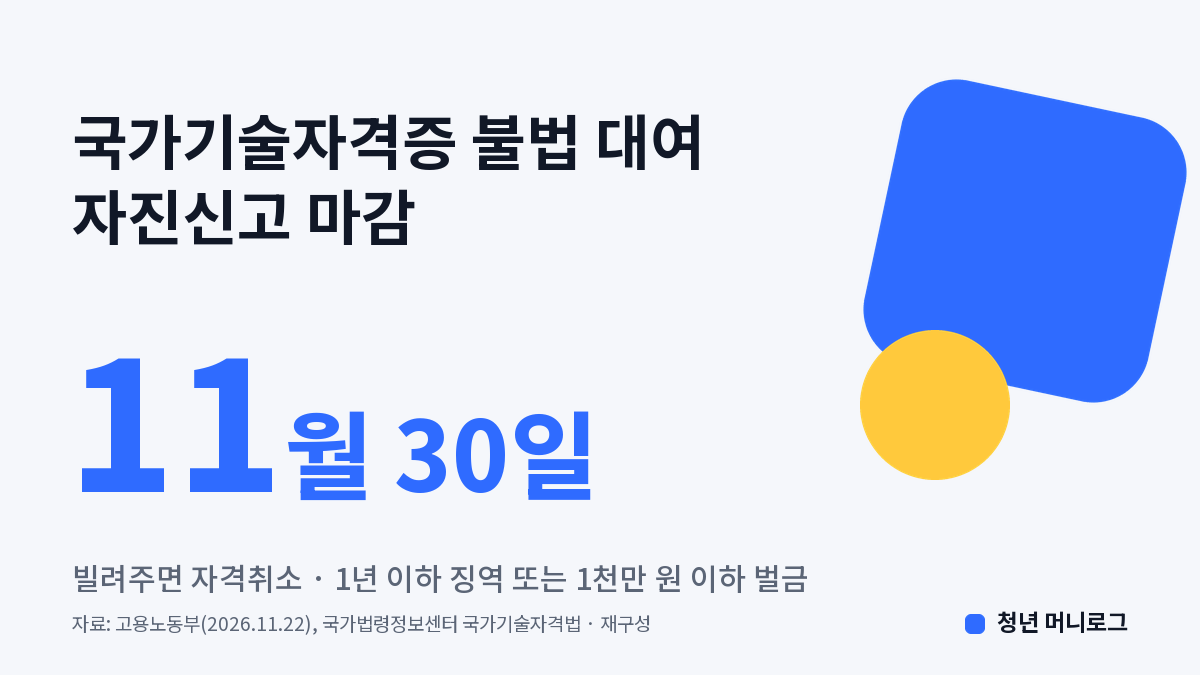 국가기술자격증 불법 대여
자진신고 마감
11월 30일
빌려주면 자격취소 · 1년 이하 징역 또는 1천만 원 이하 벌금
자료: 고용노동부(2026.11.22), 국가법령정보센터 국가기술자격법 · 재구성
청년 머니로그